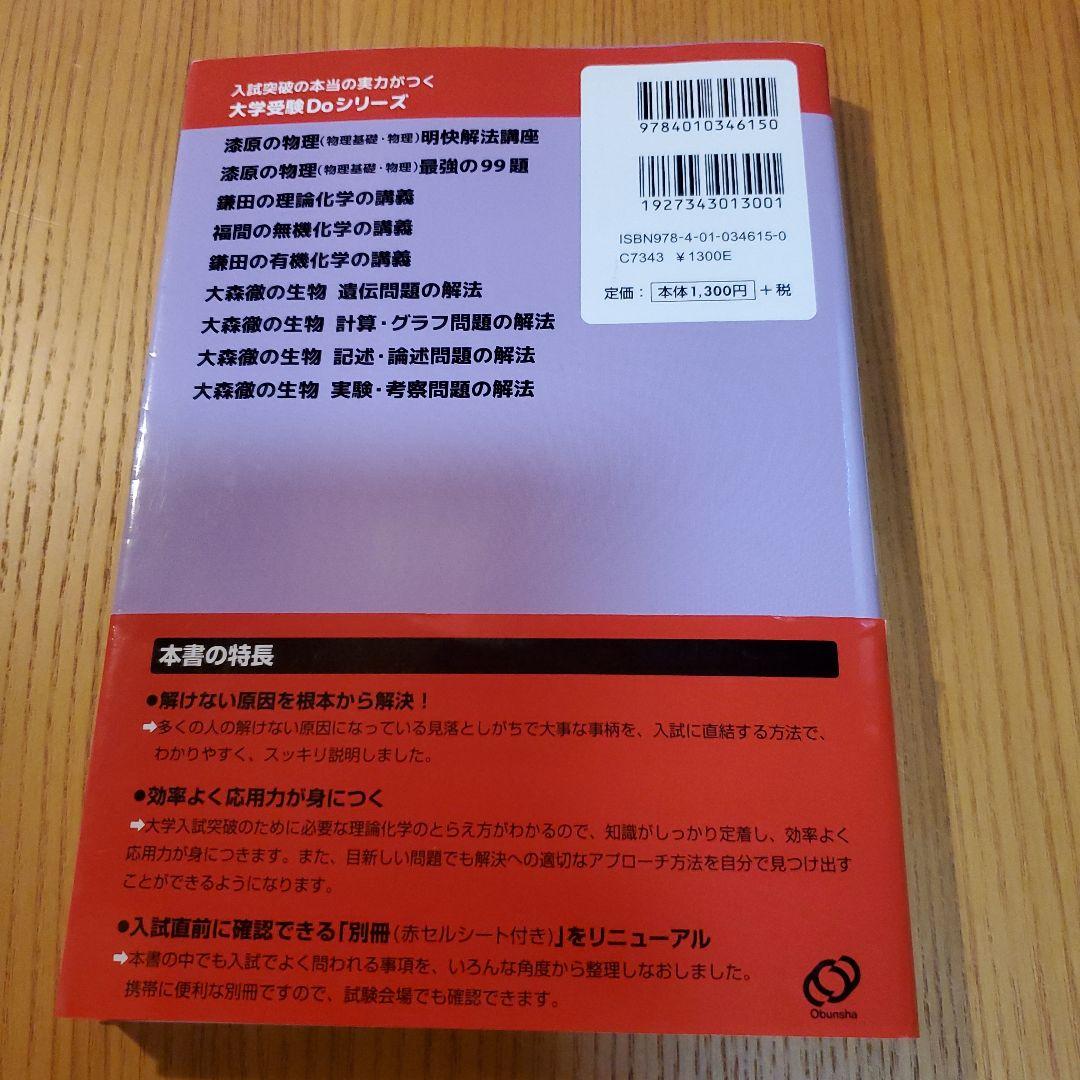 入試突破の本当の実力がつく
大学受験Doシリーズ
漆原の物理(物理基礎・物理)明快解法講座
漆原の物理(物理基礎・物理)最強の99題
鎌田の理論化学の講義
福間の無機化学の講義
鎌田の有機化学の講義
大森徹の生物 遺伝問題の解法
大森徹の生物 計算・グラフ問題の解法
大森徹の生物 記述・論述問題の解法
大森徹の生物 実験・考察問題の解法
9784010346150
1927343013001
ISBN978-4-01-034615-0
C7343 ¥1300E
定価：本体1,300円＋税
本書の特長
●解けない原因を根本から解決！
➡多くの人の解けない原因になっている見落としがちで大事な事柄を、入試に直結する方法で、
わかりやすく、スッキリ説明しました。
●効率よく応用力が身につく
➡大学入試突破のために必要な理論化学のとらえ方がわかるので、知識がしっかり定着し、効率よく
応用力が身につきます。また、目新しい問題でも解決への適切なアプローチ方法を自分で見つけ出す
ことができるようになります。
●入試直前に確認できる「別冊(赤セルシート付き)」をリニューアル
➡本書の中でも入試でよく問われる事項を、いろんな角度から整理しなおしました。
携帯に便利な別冊ですので、試験会場でも確認できます。
Obunsha